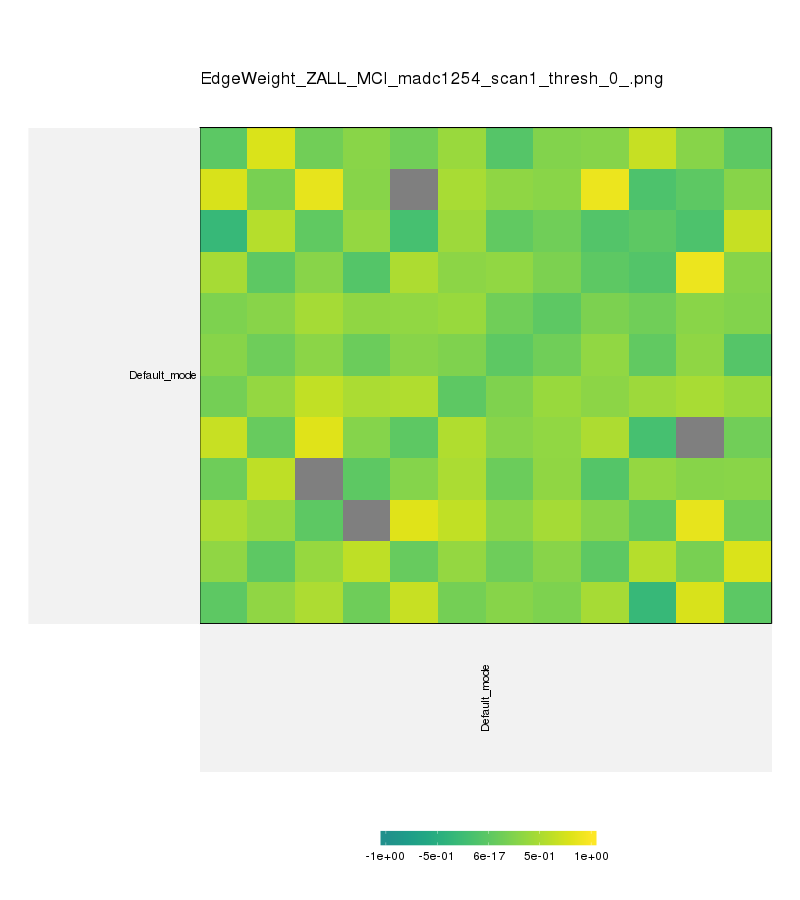 EdgeWeight_ZALL_MCI_madc1254_scan1_thresh_0_.png
Default_mode
Default_mode
-1e+00 -5e-01 6e-17 5e-01 1e+00